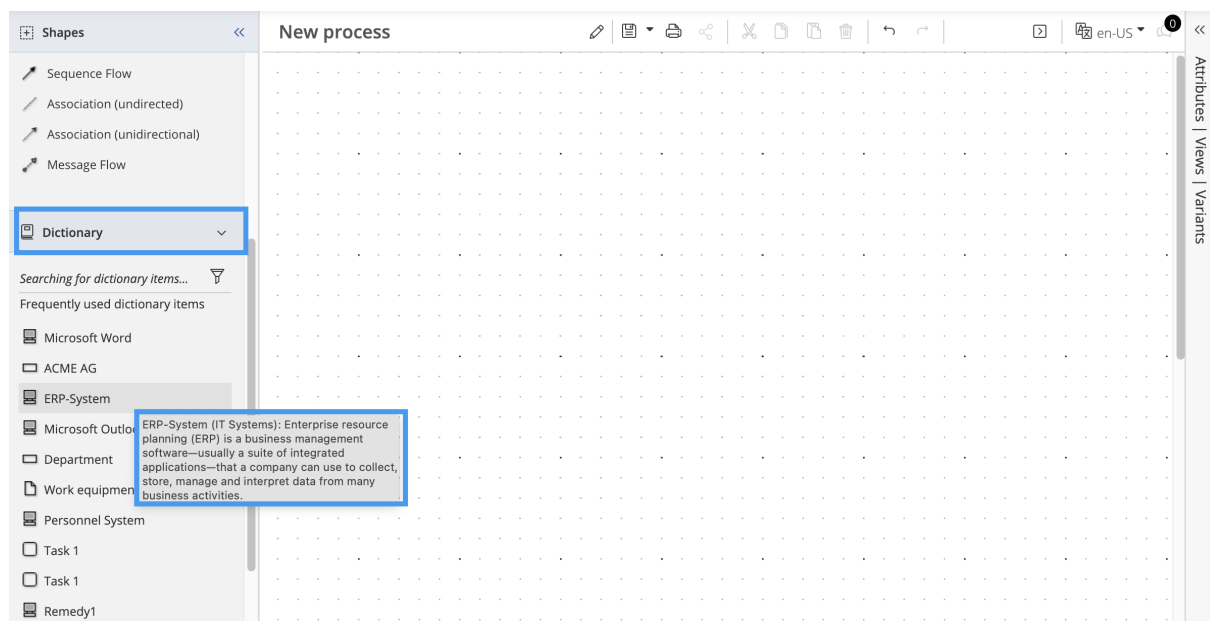 Shapes
New process
en-US
0
Sequence Flow
Association (undirected)
Association (unidirectional)
Message Flow
Dictionary
Searching for dictionary items...
Frequently used dictionary items
Microsoft Word
ACME AG
ERP-System
ERP-System (IT Systems): Enterprise resource
planning (ERP) is a business management
software—usually a suite of integrated
applications—that a company can use to collect,
store, manage and interpret data from many
business activities.
Microsoft Outloo
Department
Work equipmen
Personnel System
Task 1
Task 1
Remedy1
Attributes | Views | Variants